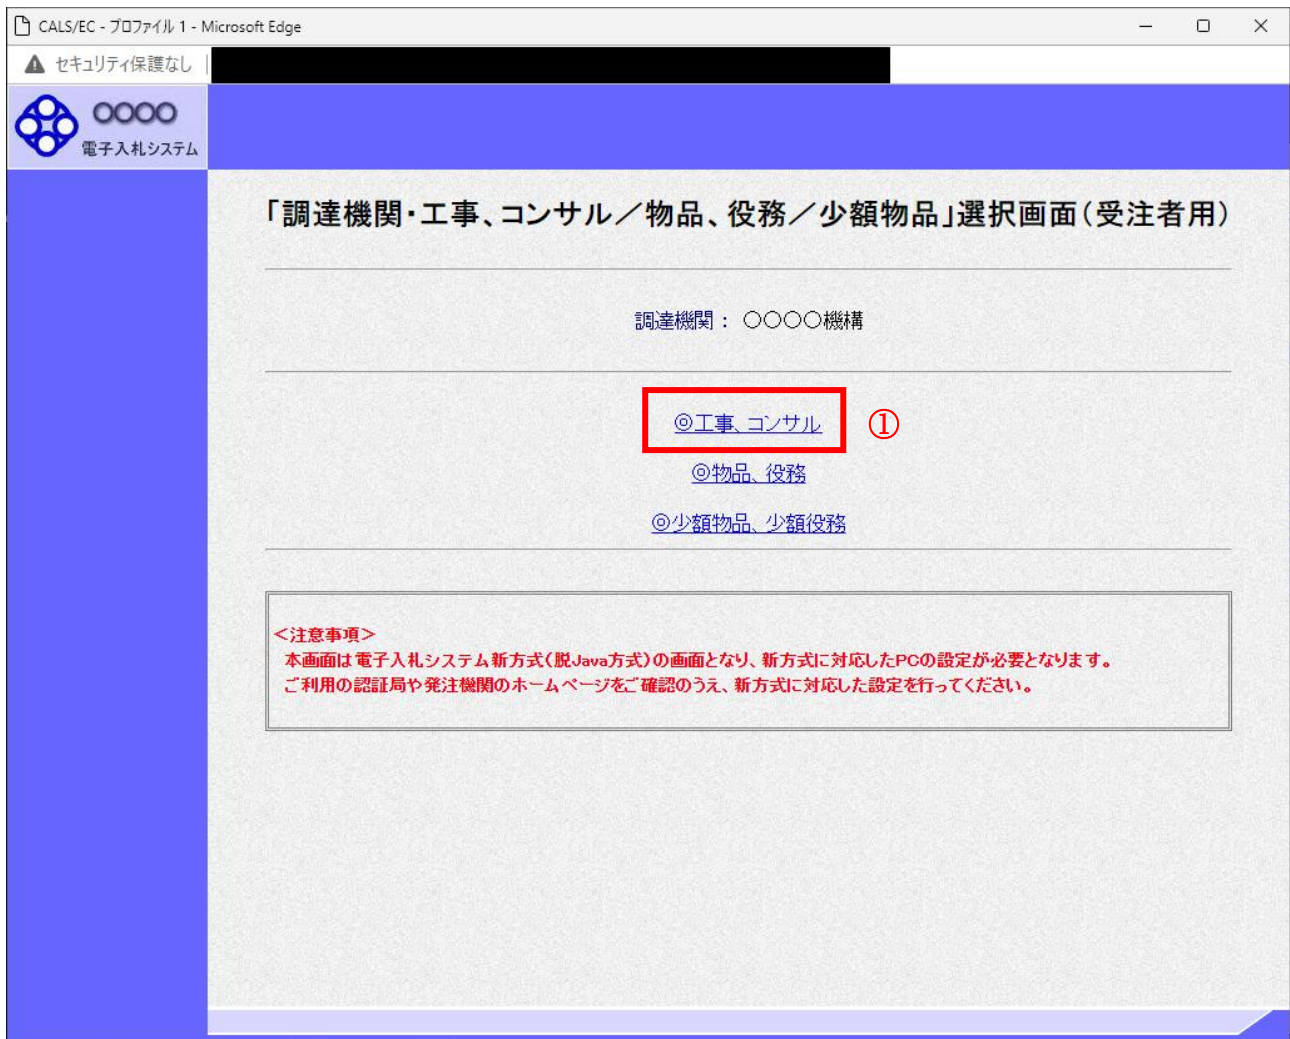 CALS/EC - プロファイル 1 - Microsoft Edge
セキュリティ保護なし
○○○○
電子入札システム
「調達機関・工事、コンサル／物品、役務／少額物品」選択画面(受注者用)
調達機関： ○○○○機構
◎工事、コンサル ①
◎物品、役務
◎少額物品、少額役務
＜注意事項＞
本画面は電子入札システム新方式(脱Java方式)の画面となり、新方式に対応したPCの設定が必要となります。
ご利用の認証局や発注機関のホームページをご確認のうえ、新方式に対応した設定を行ってください。